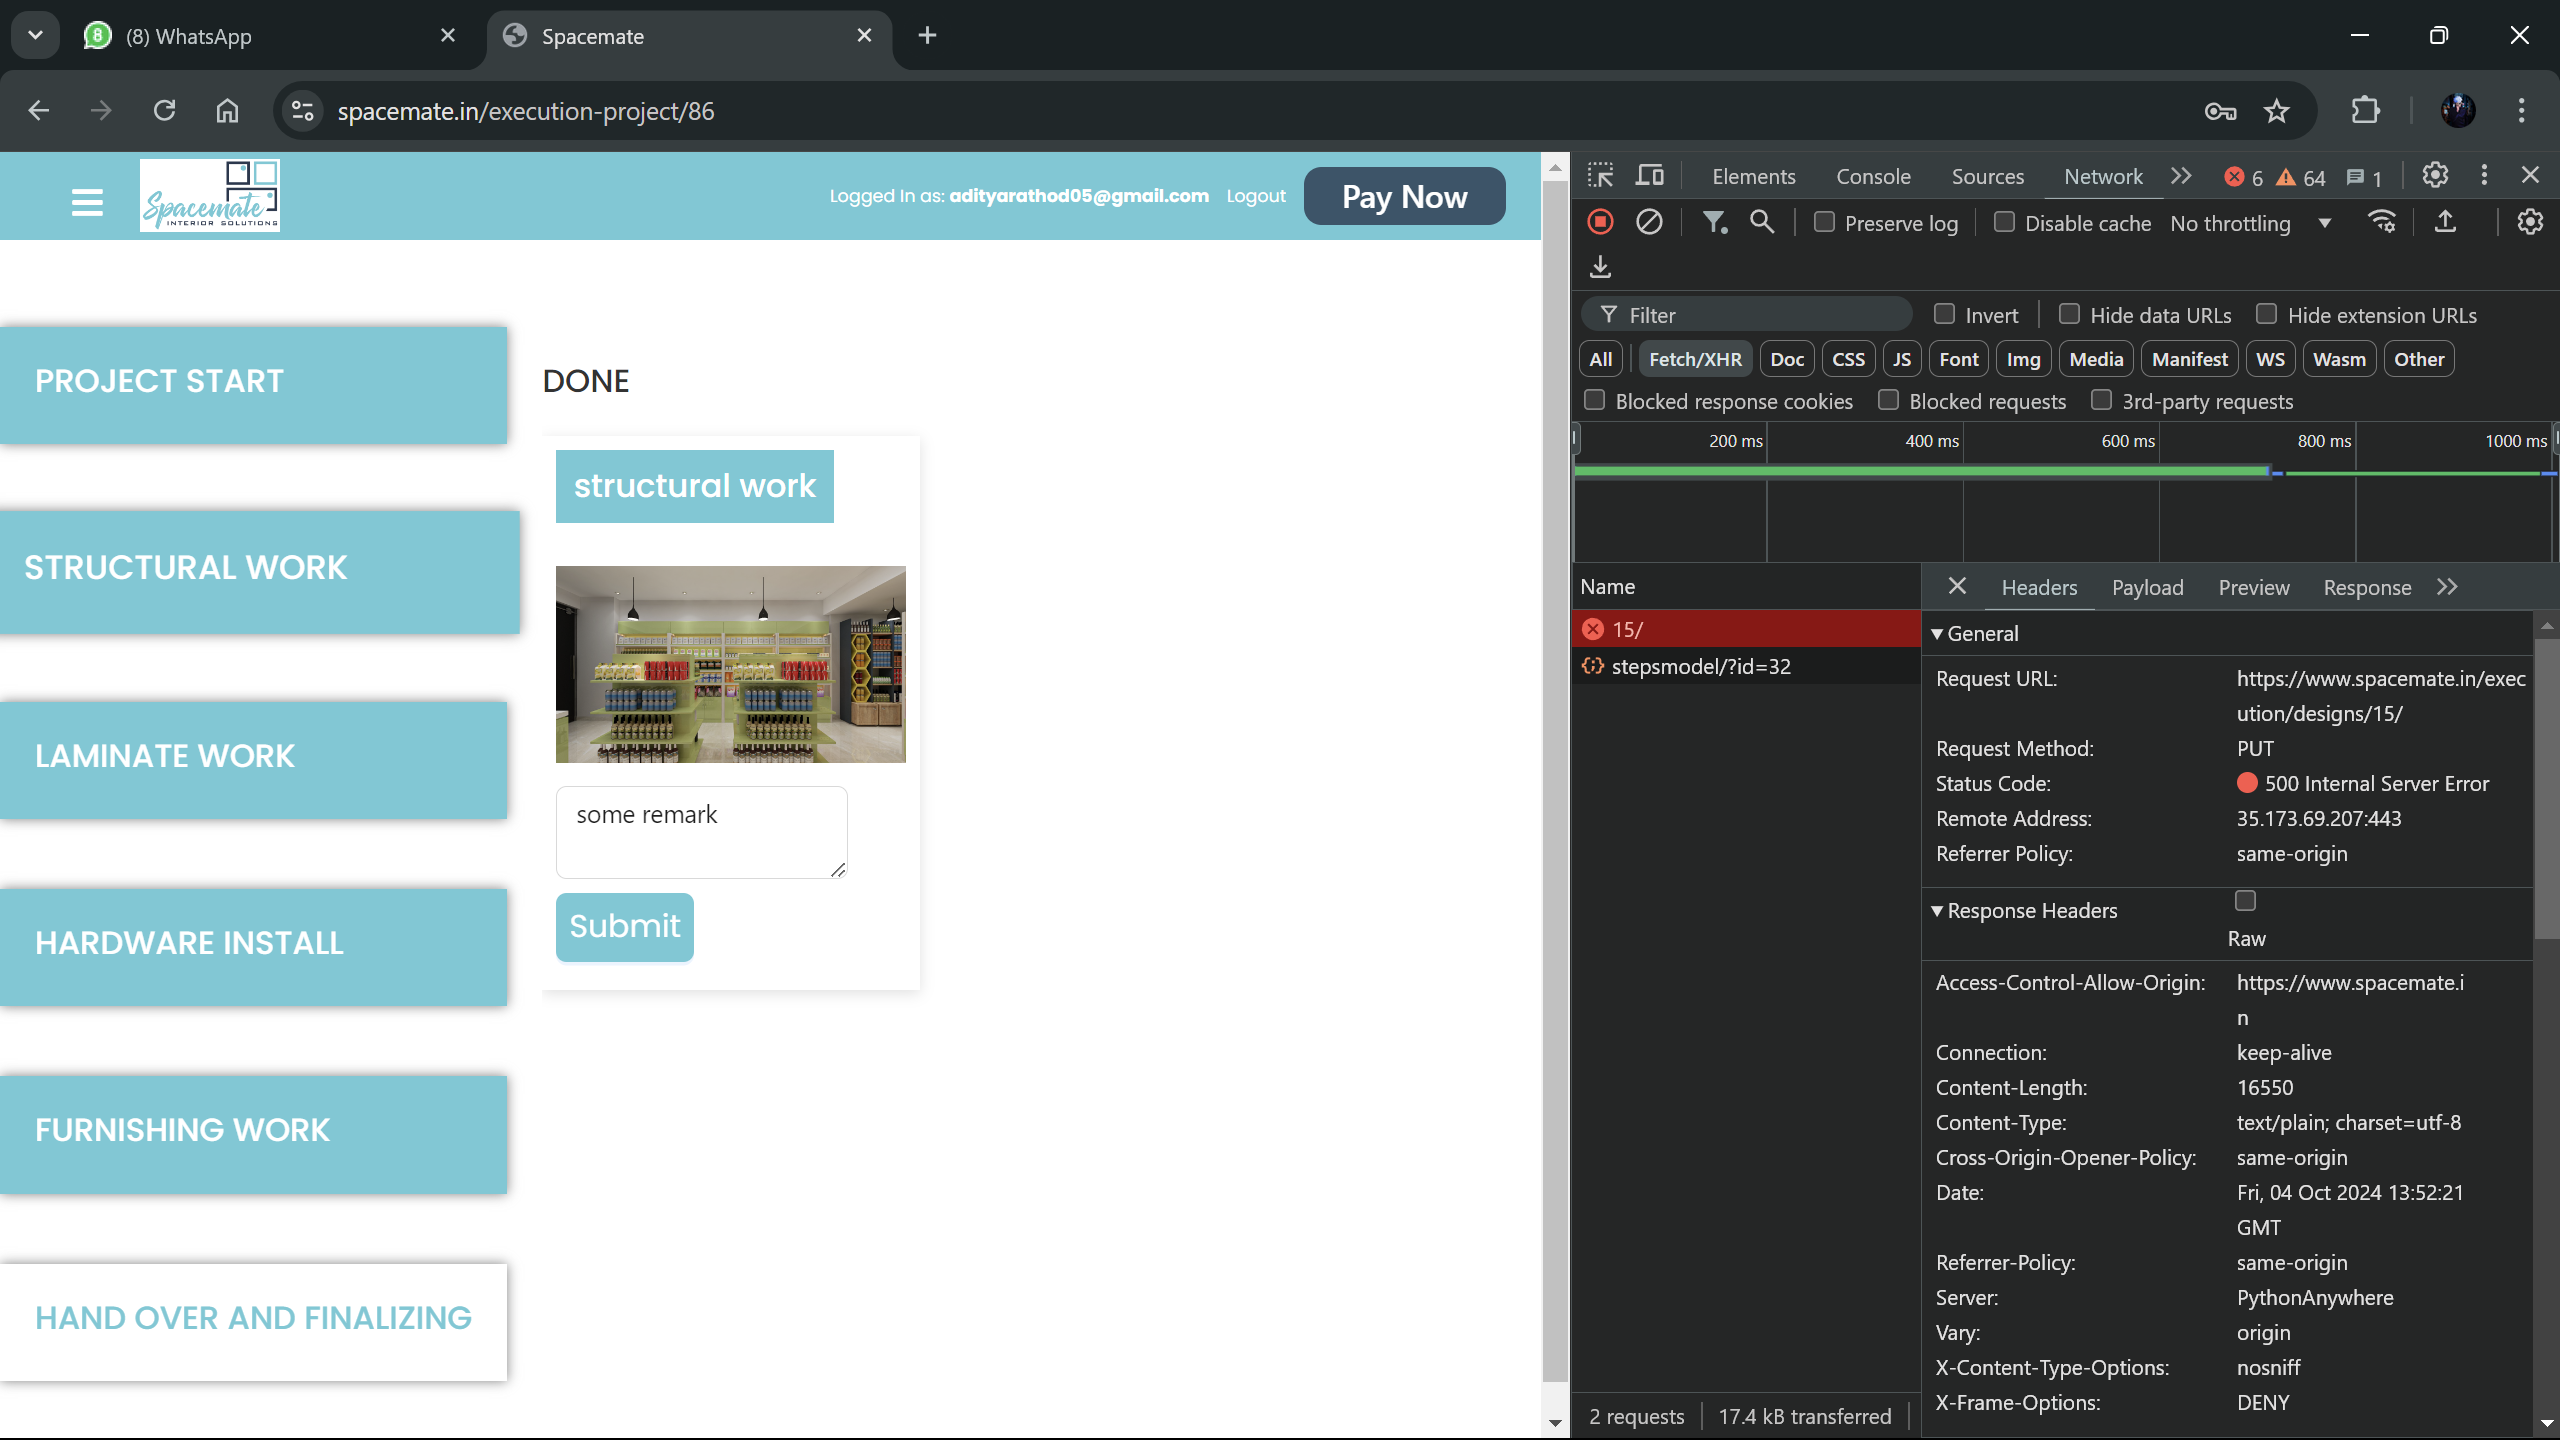 (8) WhatsApp
Spacemate
spacemate.in/execution-project/86
Spacemate
INTERIOR SOLUTIONS
Logged In as: adityarathod05@gmail.com Logout Pay Now
PROJECT START
STRUCTURAL WORK
LAMINATE WORK
HARDWARE INSTALL
FURNISHING WORK
HAND OVER AND FINALIZING
DONE
structural work
some remark
Submit
Elements Console Sources Network 6 64 1
Preserve log Disable cache No throttling
Filter Invert Hide data URLs Hide extension URLs
All Fetch/XHR Doc CSS JS Font Img Media Manifest WS Wasm Other
Blocked response cookies Blocked requests 3rd-party requests
200 ms 400 ms 600 ms 800 ms 1000 ms
Name
15/
stepsmodel/?id=32
2 requests 17.4 kB transferred
Headers Payload Preview Response
General
Request URL: https://www.spacemate.in/exec
ution/designs/15/
Request Method: PUT
Status Code: 500 Internal Server Error
Remote Address: 35.173.69.207:443
Referrer Policy: same-origin
Response Headers
Raw
Access-Control-Allow-Origin: https://www.spacemate.i
n
Connection: keep-alive
Content-Length: 16550
Content-Type: text/plain; charset=utf-8
Cross-Origin-Opener-Policy: same-origin
Date: Fri, 04 Oct 2024 13:52:21
GMT
Referrer-Policy: same-origin
Server: PythonAnywhere
Vary: origin
X-Content-Type-Options: nosniff
X-Frame-Options: DENY